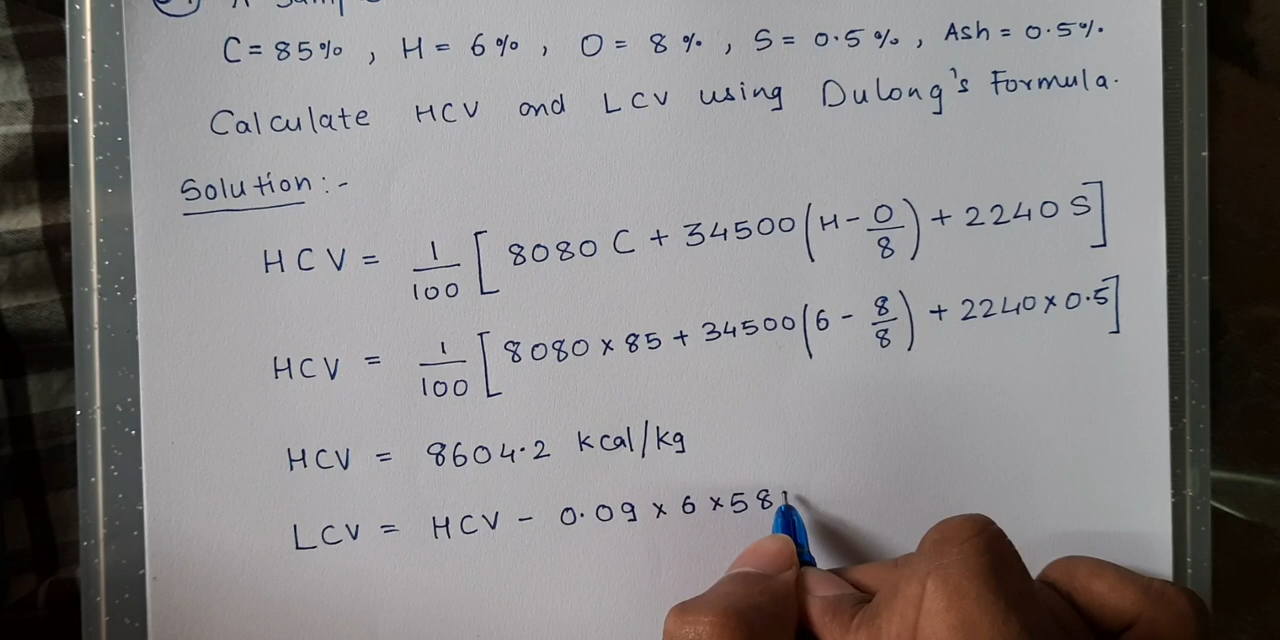 C = 85%, H = 6%, O = 8%, S = 0.5%, Ash = 0.5%.
Calculate HCV and LCV using Dulong's Formula.
Solution :-
HCV = 1/100 [ 8080 C + 34500 ( H - O/8 ) + 2240 S ]
HCV = 1/100 [ 8080 × 85 + 34500 ( 6 - 8/8 ) + 2240 × 0.5 ]
HCV = 8604.2 kcal/kg
LCV = HCV - 0.09 × 6 × 58